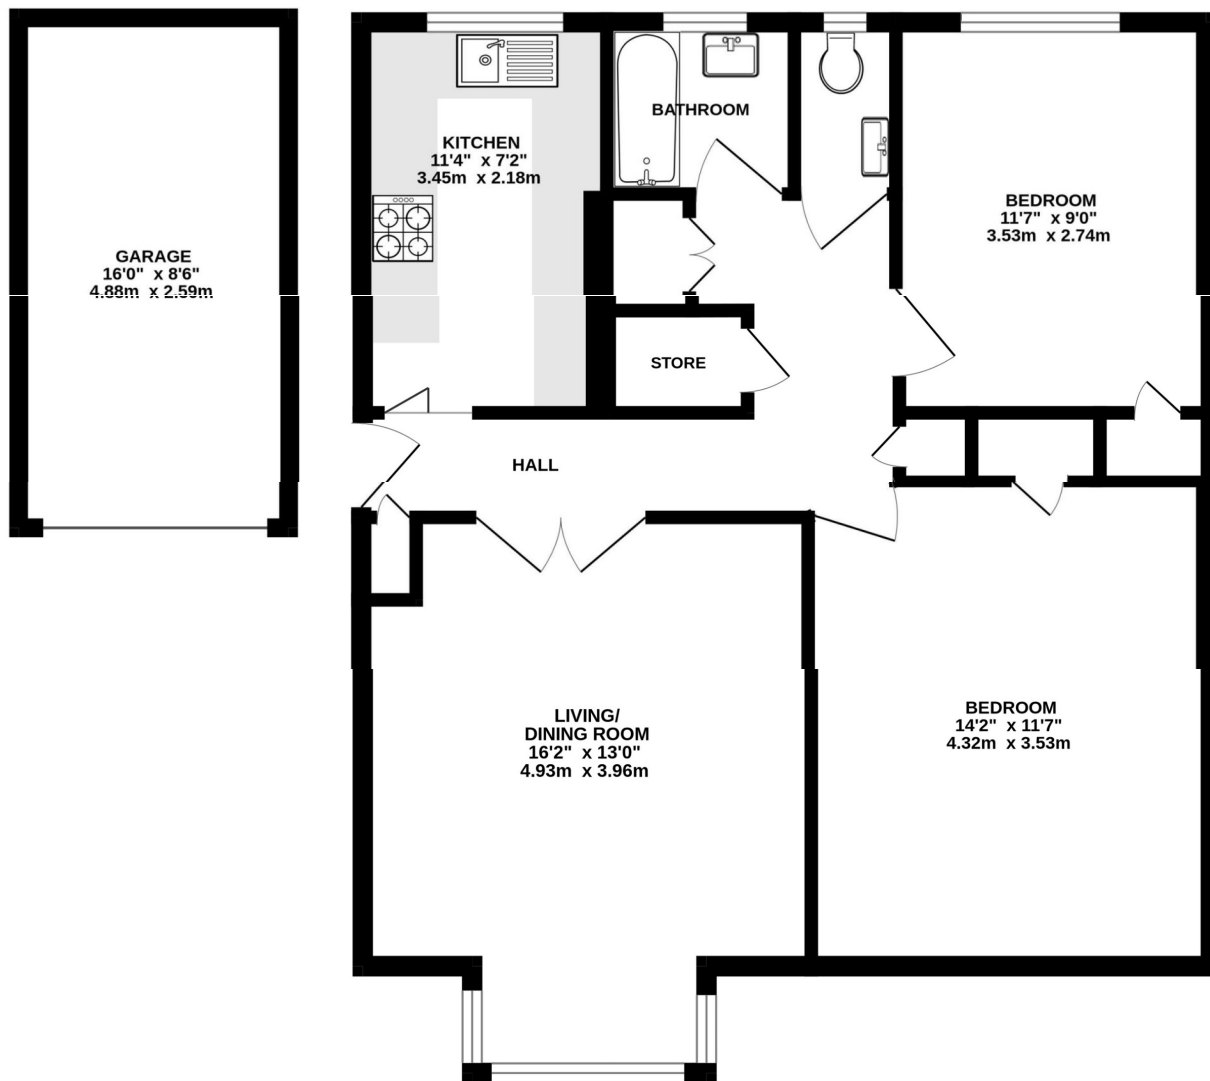 GARAGE
16'0" x 8'6"
4.88m x 2.59m
KITCHEN
11'4" x 7'2"
3.45m x 2.18m
BATHROOM
BEDROOM
11'7" x 9'0"
3.53m x 2.74m
STORE
HALL
LIVING/
DINING ROOM
16'2" x 13'0"
4.93m x 3.96m
BEDROOM
14'2" x 11'7"
4.32m x 3.53m